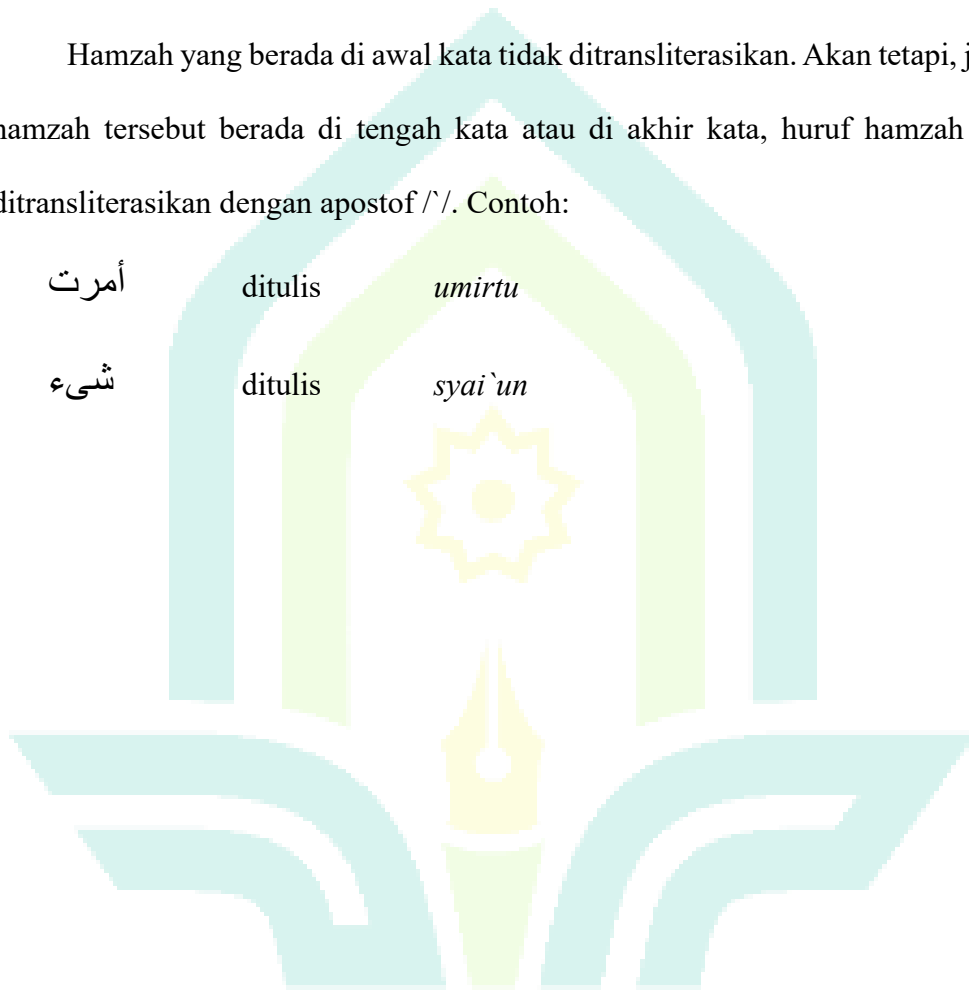 Hamzah yang berada di awal kata tidak ditransliterasikan. Akan tetapi,
hamzah tersebut berada di tengah kata atau di akhir kata, huruf hamzah
ditransliterasikan dengan apostof /`/. Contoh:
أمرت ditulis umirtu
شىء ditulis syai`un